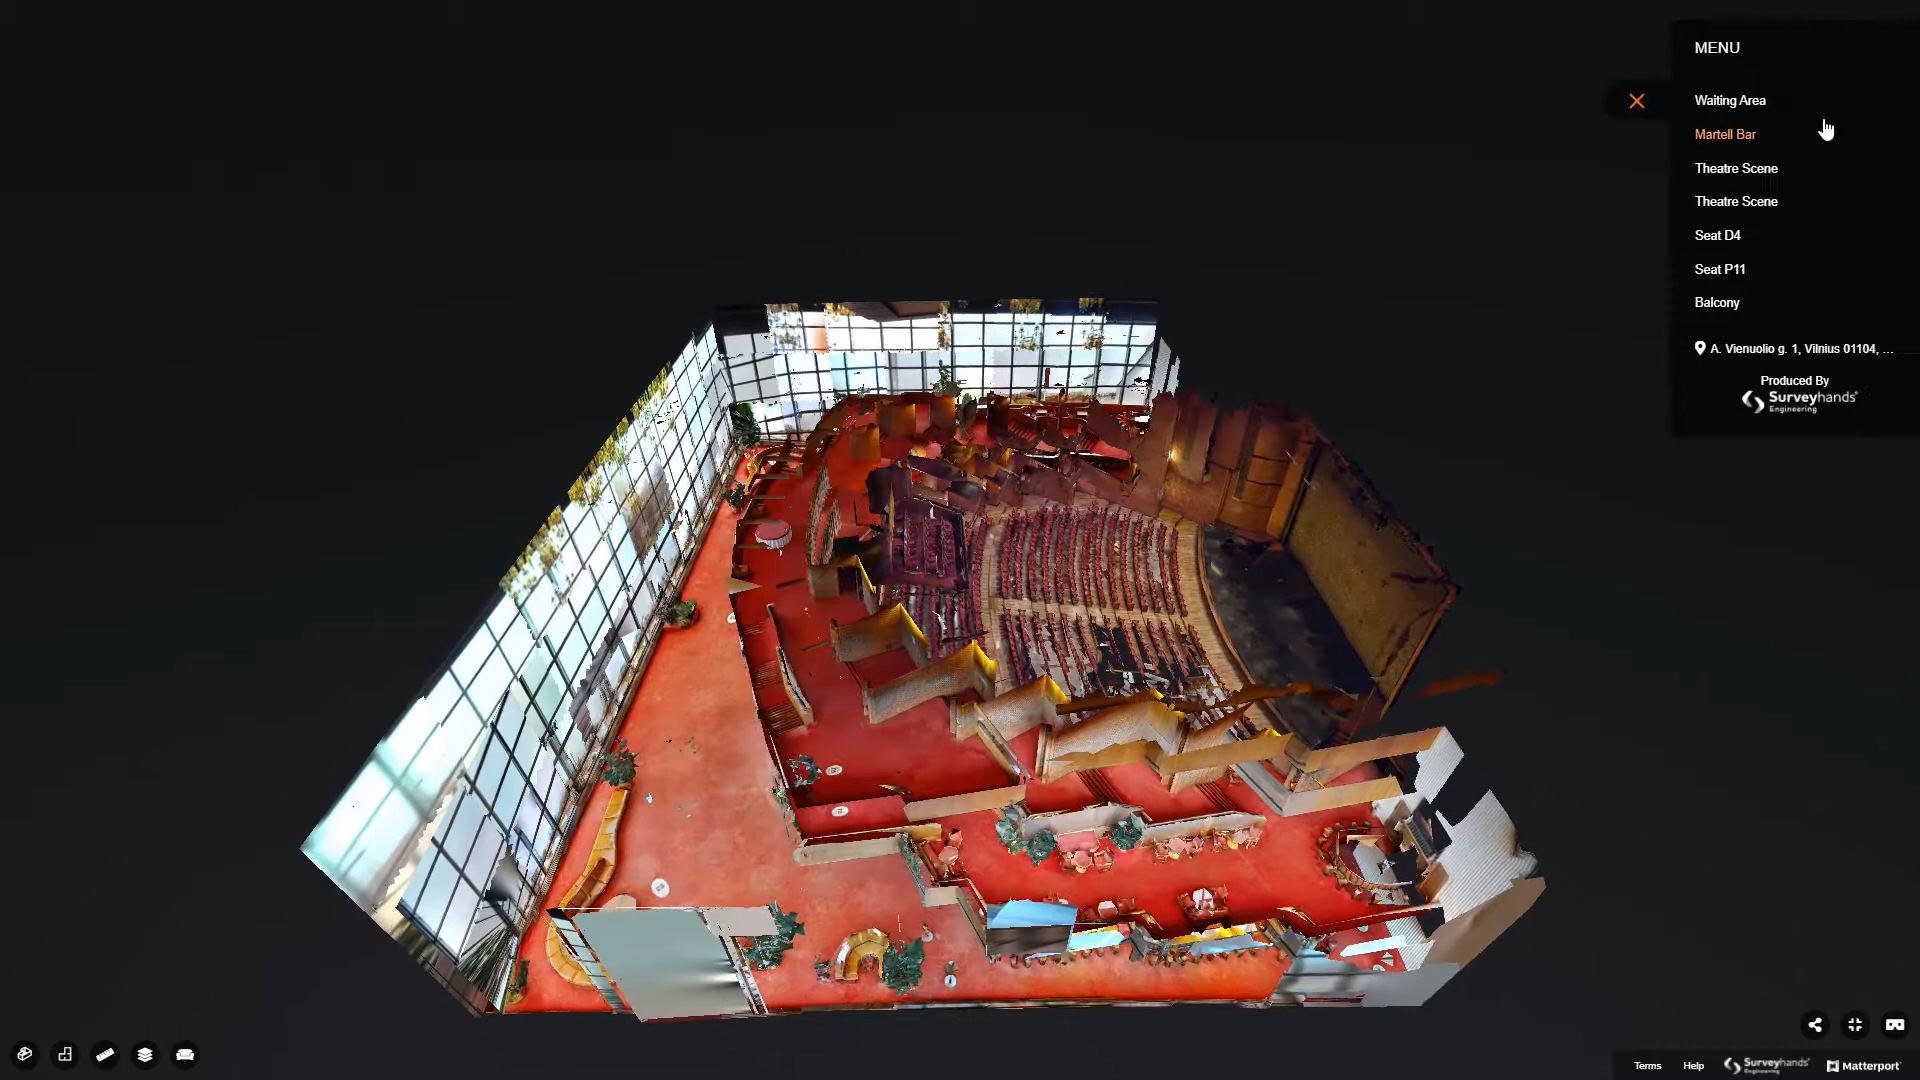 MENU
Waiting Area
Martell Bar
Theatre Scene
Theatre Scene
Seat D4
Seat P11
Balcony
A. Vienuolio g. 1, Vilnius 01104, ...
Produced By
Surveyhands
Engineering
Terms Help Surveyhands Engineering Matterport